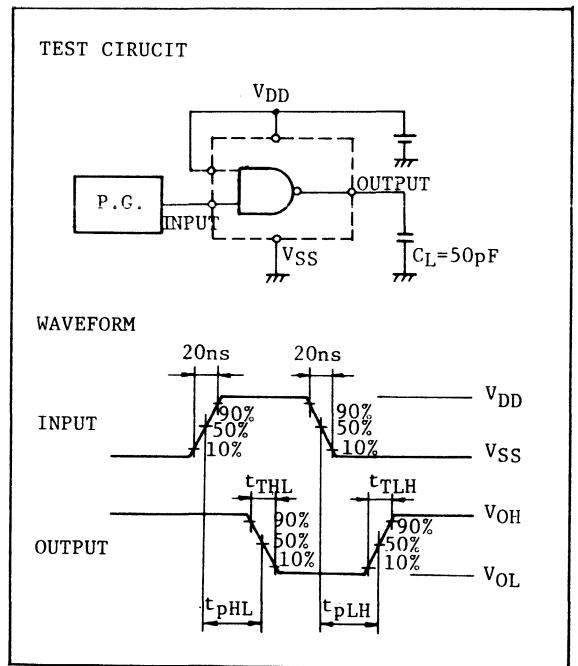 TEST CIRUCIT
VDD
P.G.
INPUT
OUTPUT
VSS
CL=50pF
WAVEFORM
20ns
20ns
INPUT
90%
50%
10%
90%
50%
10%
VDD
VSS
tTHL
tTLH
OUTPUT
90%
50%
10%
90%
50%
10%
VOH
VOL
tpHL
tpLH